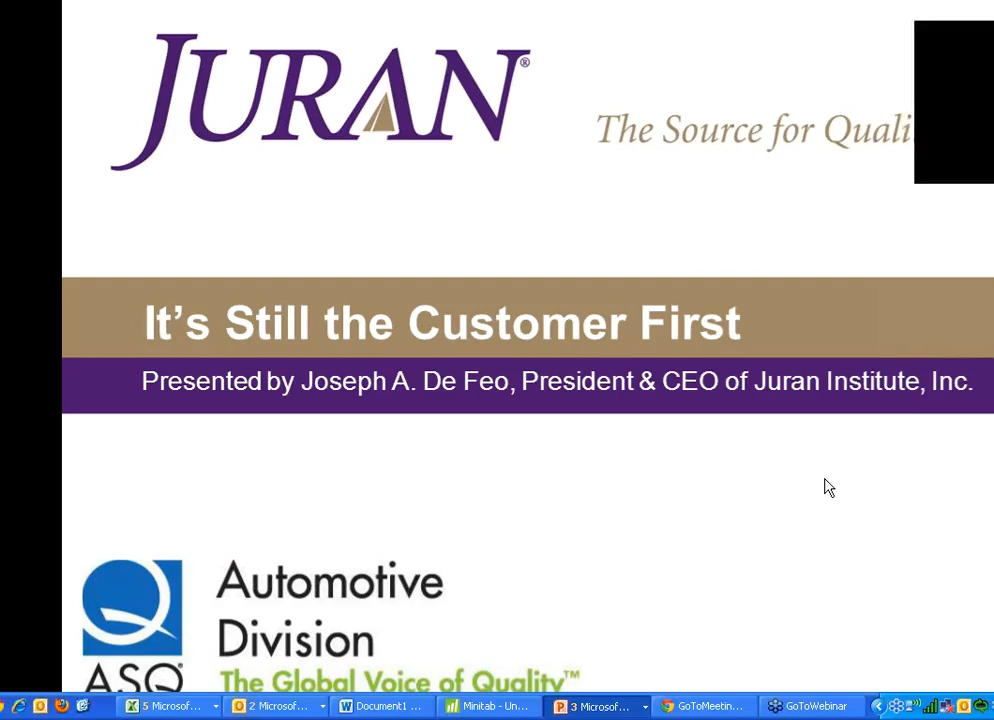 JURAN®
The Source for Quali
It's Still the Customer First
Presented by Joseph A. De Feo, President & CEO of Juran Institute, Inc.
Automotive
Division
ASQ®
The Global Voice of Quality™
5 Microsof... 2 Microsof... Document1 ... Minitab - Un... 3 Microsof... GoToMeetin... GoToWebinar